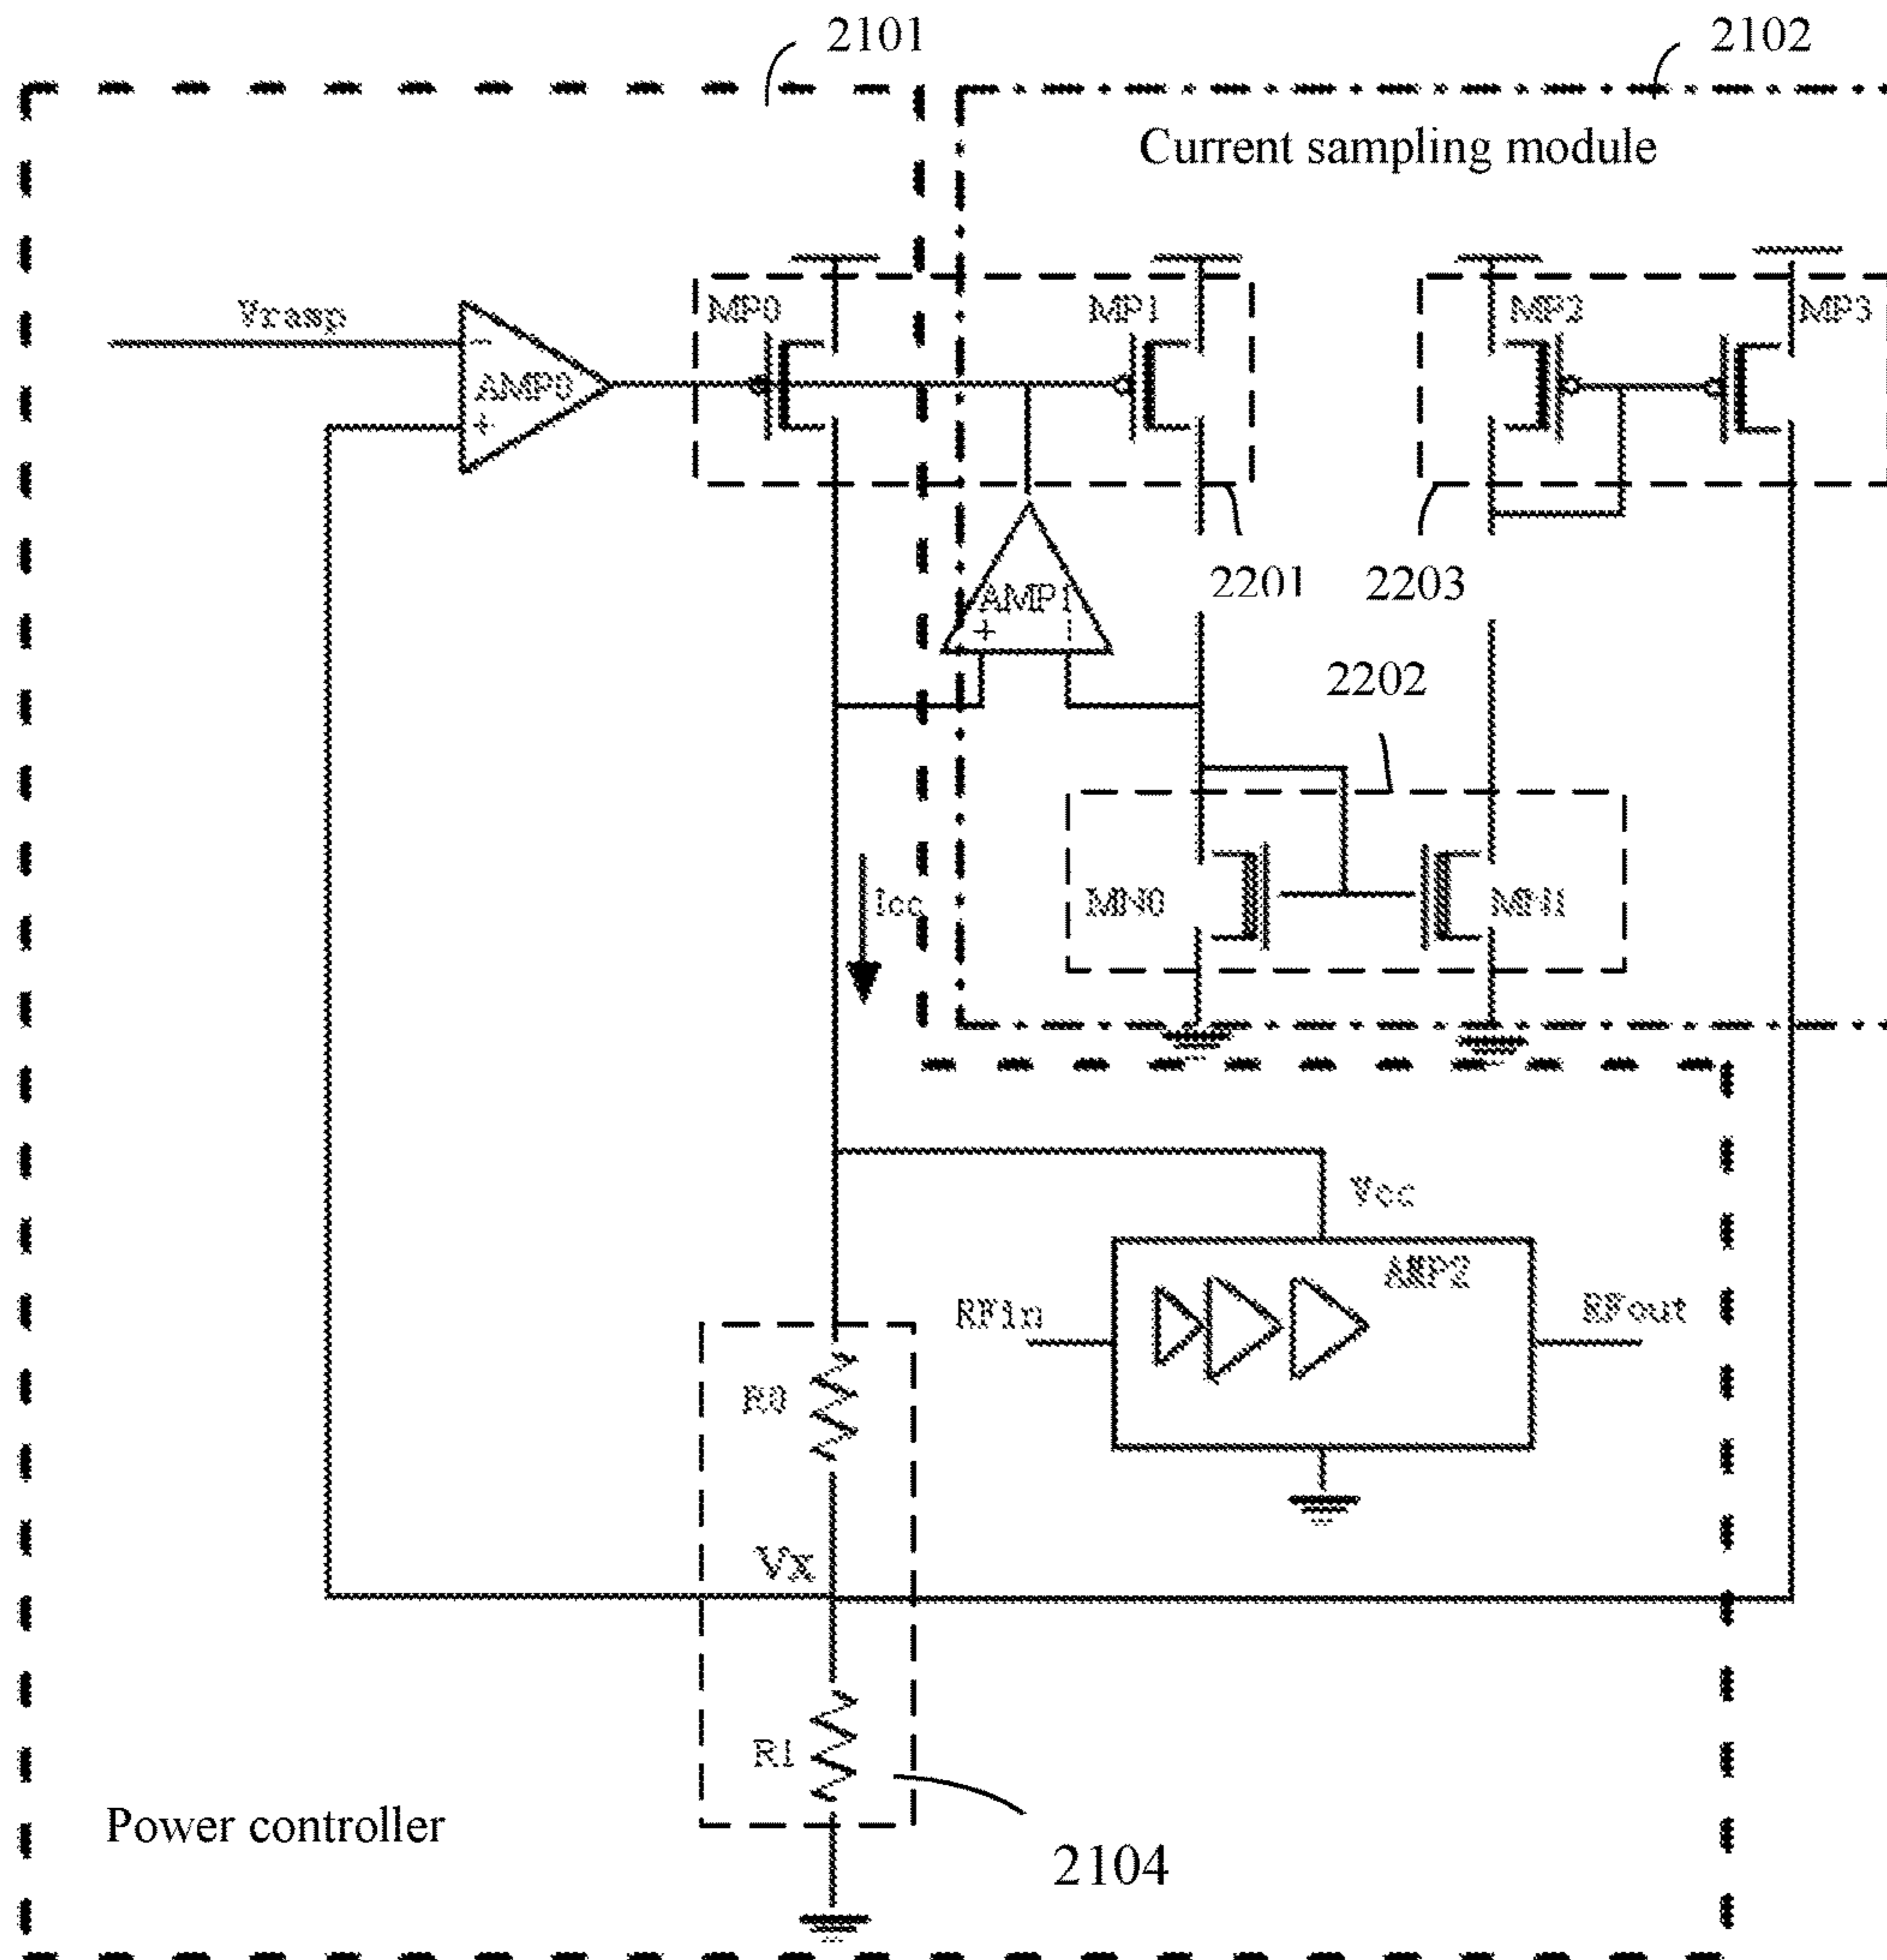 2101
2102
Current sampling module
Vramp
MP0
MP1
MP2
MP3
-
AMP0
+
2201
2203
AMP1
+
-
2202
Icc
MN0
MN1
Vcc
AMP2
RFin
RFout
R0
Vx
R1
Power controller
2104